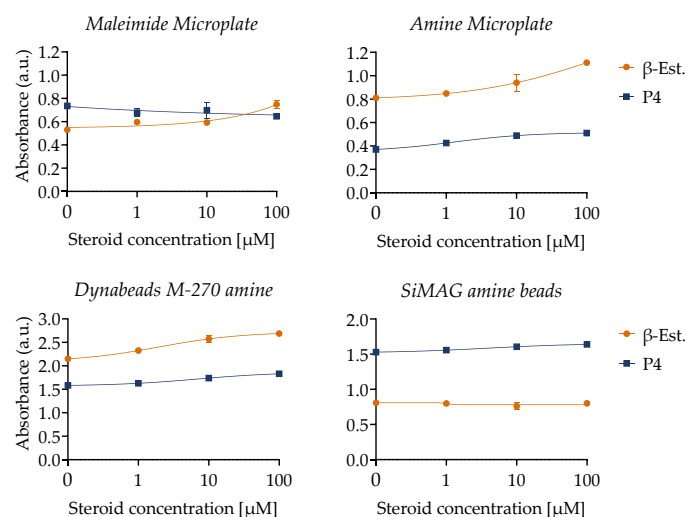 Maleimide Microplate
Amine Microplate
Absorbance (a.u.)
1.2
1.0
0.8
0.6
0.4
0.2
0.0
0 1 10 100
Steroid concentration [µM]
1.2
1.0
0.8
0.6
0.4
0.2
0.0
0 1 10 100
Steroid concentration [µM]
β-Est.
P4
Dynabeads M-270 amine
SiMAG amine beads
Absorbance (a.u.)
3.0
2.5
2.0
1.5
1.0
0.5
0.0
0 1 10 100
Steroid concentration [µM]
2.0
1.5
1.0
0.5
0.0
0 1 10 100
Steroid concentration [µM]
β-Est.
P4